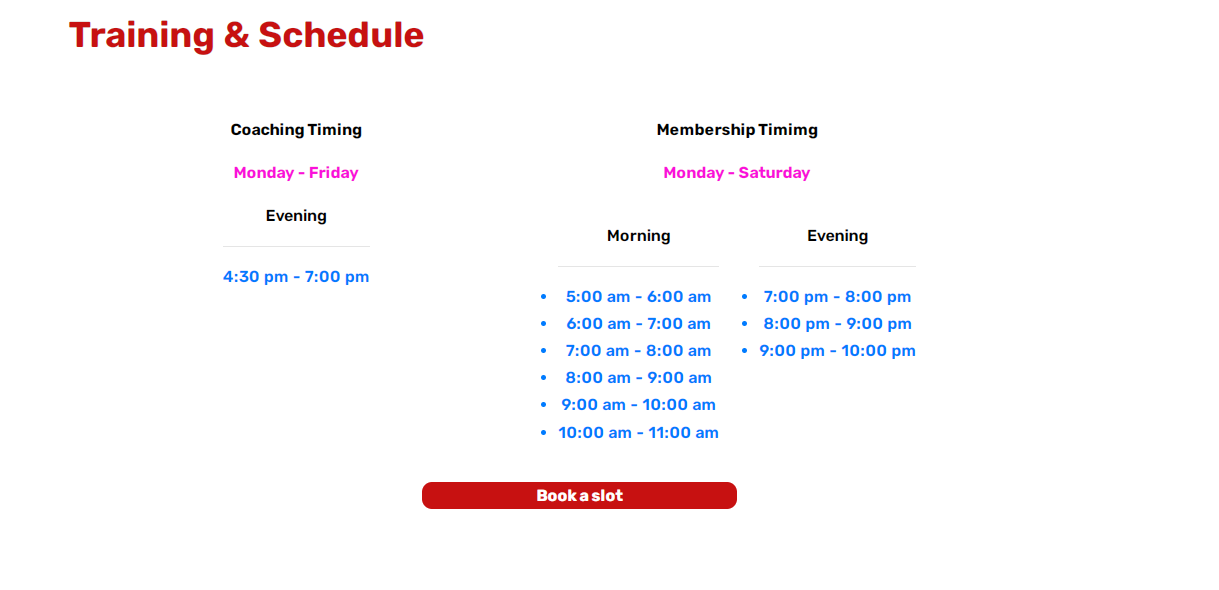 Training & Schedule
Coaching Timing
Monday - Friday
Evening
4:30 pm - 7:00 pm
Membership Timimg
Monday - Saturday
Morning
5:00 am - 6:00 am
6:00 am - 7:00 am
7:00 am - 8:00 am
8:00 am - 9:00 am
9:00 am - 10:00 am
10:00 am - 11:00 am
Evening
7:00 pm - 8:00 pm
8:00 pm - 9:00 pm
9:00 pm - 10:00 pm
Book a slot